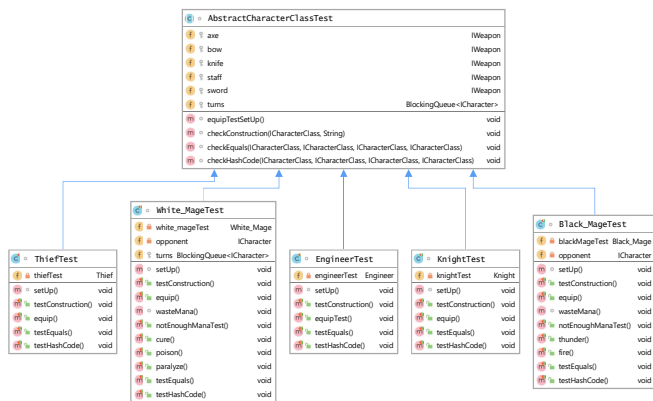 AbstractCharacterClassTest
axe IWeapon
bow IWeapon
knife IWeapon
staff IWeapon
sword IWeapon
turns BlockingQueue<ICharacter>
equipTestSetUp() void
checkConstruction(ICharacterClass, String) void
checkEquals(ICharacterClass, ICharacterClass, ICharacterClass, ICharacterClass) void
checkHashCode(ICharacterClass, ICharacterClass, ICharacterClass, ICharacterClass) void
ThiefTest
thiefTest Thief
setUp() void
testConstruction() void
equip() void
testEquals() void
testHashCode() void
White_MageTest
white_mageTest White_Mage
opponent ICharacter
turns BlockingQueue<ICharacter>
setUp() void
testConstruction() void
equip() void
wasteMana() void
notEnoughManaTest() void
cure() void
poison() void
paralyze() void
testEquals() void
testHashCode() void
EngineerTest
engineerTest Engineer
setUp() void
testConstruction() void
equipTest() void
testEquals() void
testHashCode() void
KnightTest
knightTest Knight
setUp() void
testConstruction() void
equip() void
testEquals() void
testHashCode() void
Black_MageTest
blackMageTest Black_Mage
opponent ICharacter
setUp() void
testConstruction() void
equip() void
wasteMana() void
notEnoughManaTest() void
thunder() void
fire() void
testEquals() void
testHashCode() void